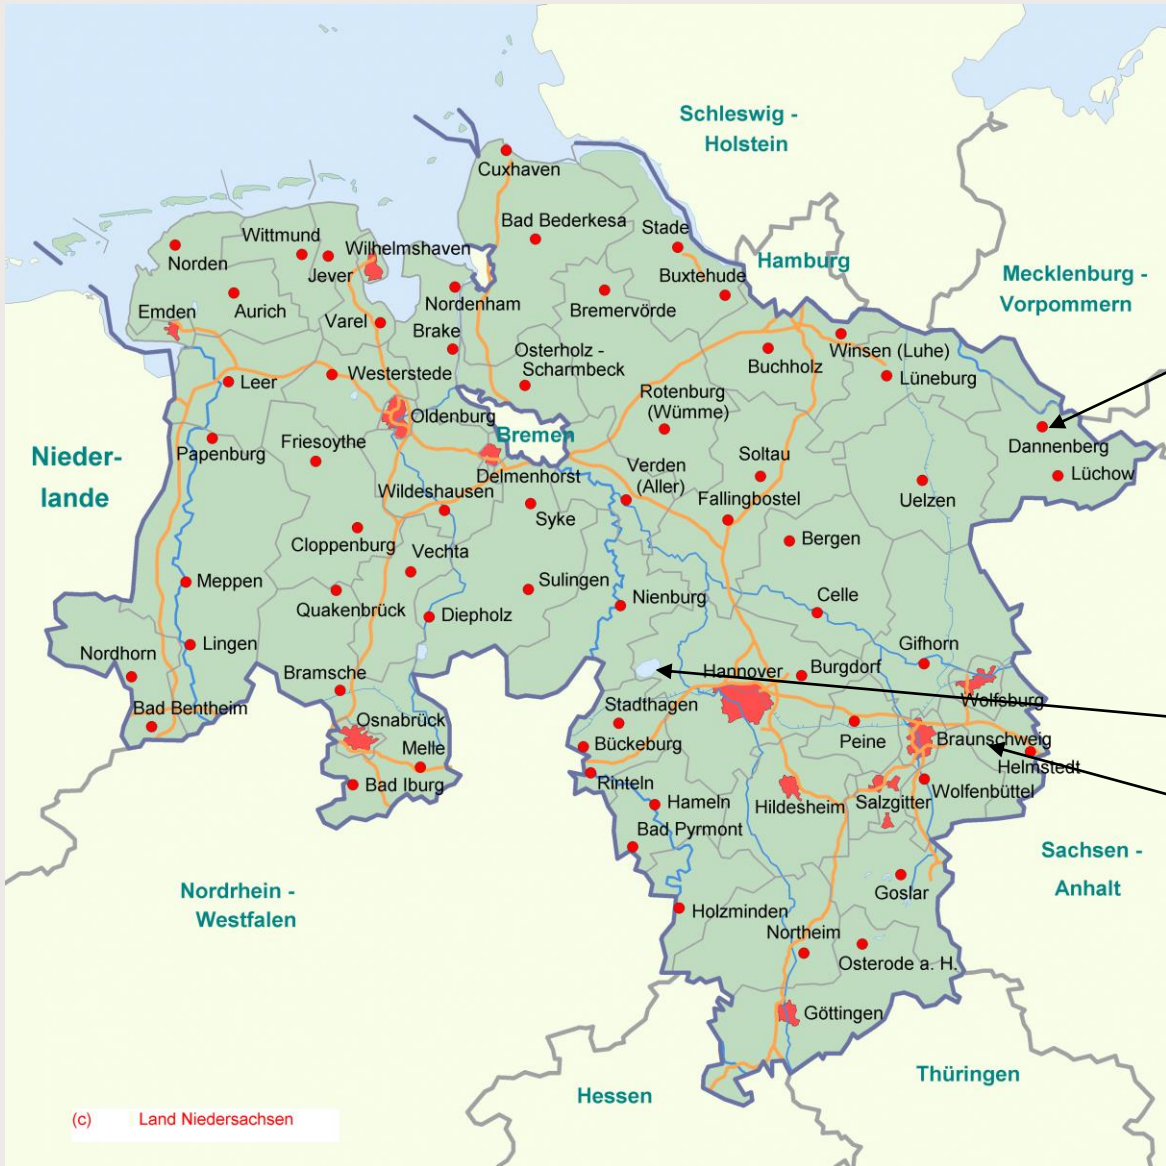 Schleswig -
Holstein
Cuxhaven
Bad Bederkesa
Stade
Wittmund
Wilhelmshaven
Hamburg
Norden
Jever
Buxtehude
Mecklenburg -
Vorpommern
Emden
Aurich
Nordenham
Bremervörde
Varel
Brake
Osterholz -
Scharmbeck
Winsen (Luhe)
Buchholz
Leer
Westerstede
Lüneburg
Rotenburg
(Wümme)
Oldenburg
Bremen
Nieder-
lande
Papenburg
Friesoythe
Dannenberg
Delmenhorst
Verden
(Aller)
Soltau
Lüchow
Wildeshausen
Fallingbostel
Uelzen
Syke
Cloppenburg
Bergen
Vechta
Meppen
Sulingen
Quakenbrück
Diepholz
Nienburg
Celle
Lingen
Gifhorn
Nordhorn
Bramsche
Hannover
Burgdorf
Wolfsburg
Bad Bentheim
Osnabrück
Stadthagen
Melle
Bückeburg
Peine
Braunschweig
Helmstedt
Bad Iburg
Rinteln
Hameln
Hildesheim
Salzgitter
Wolfenbüttel
Bad Pyrmont
Sachsen -
Anhalt
Nordrhein -
Westfalen
Goslar
Holzminden
Northeim
Osterode a. H.
Göttingen
Thüringen
Hessen
(c) Land Niedersachsen